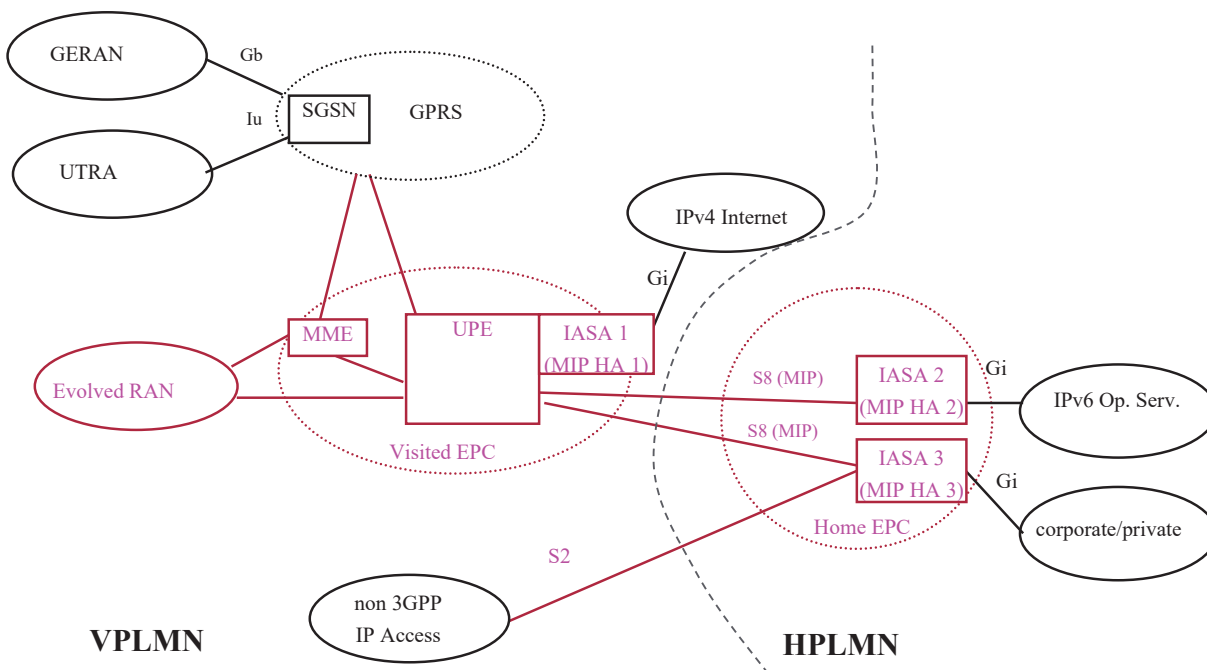 GERAN
Gb
SGSN
GPRS
Iu
UTRA
IPv4 Internet
Gi
MME
UPE
IASA 1
(MIP HA 1)
Evolved RAN
S8 (MIP)
IASA 2
(MIP HA 2)
Gi
IPv6 Op. Serv.
S8 (MIP)
Visited EPC
IASA 3
(MIP HA 3)
Gi
Home EPC
corporate/private
S2
non 3GPP
IP Access
VPLMN
HPLMN